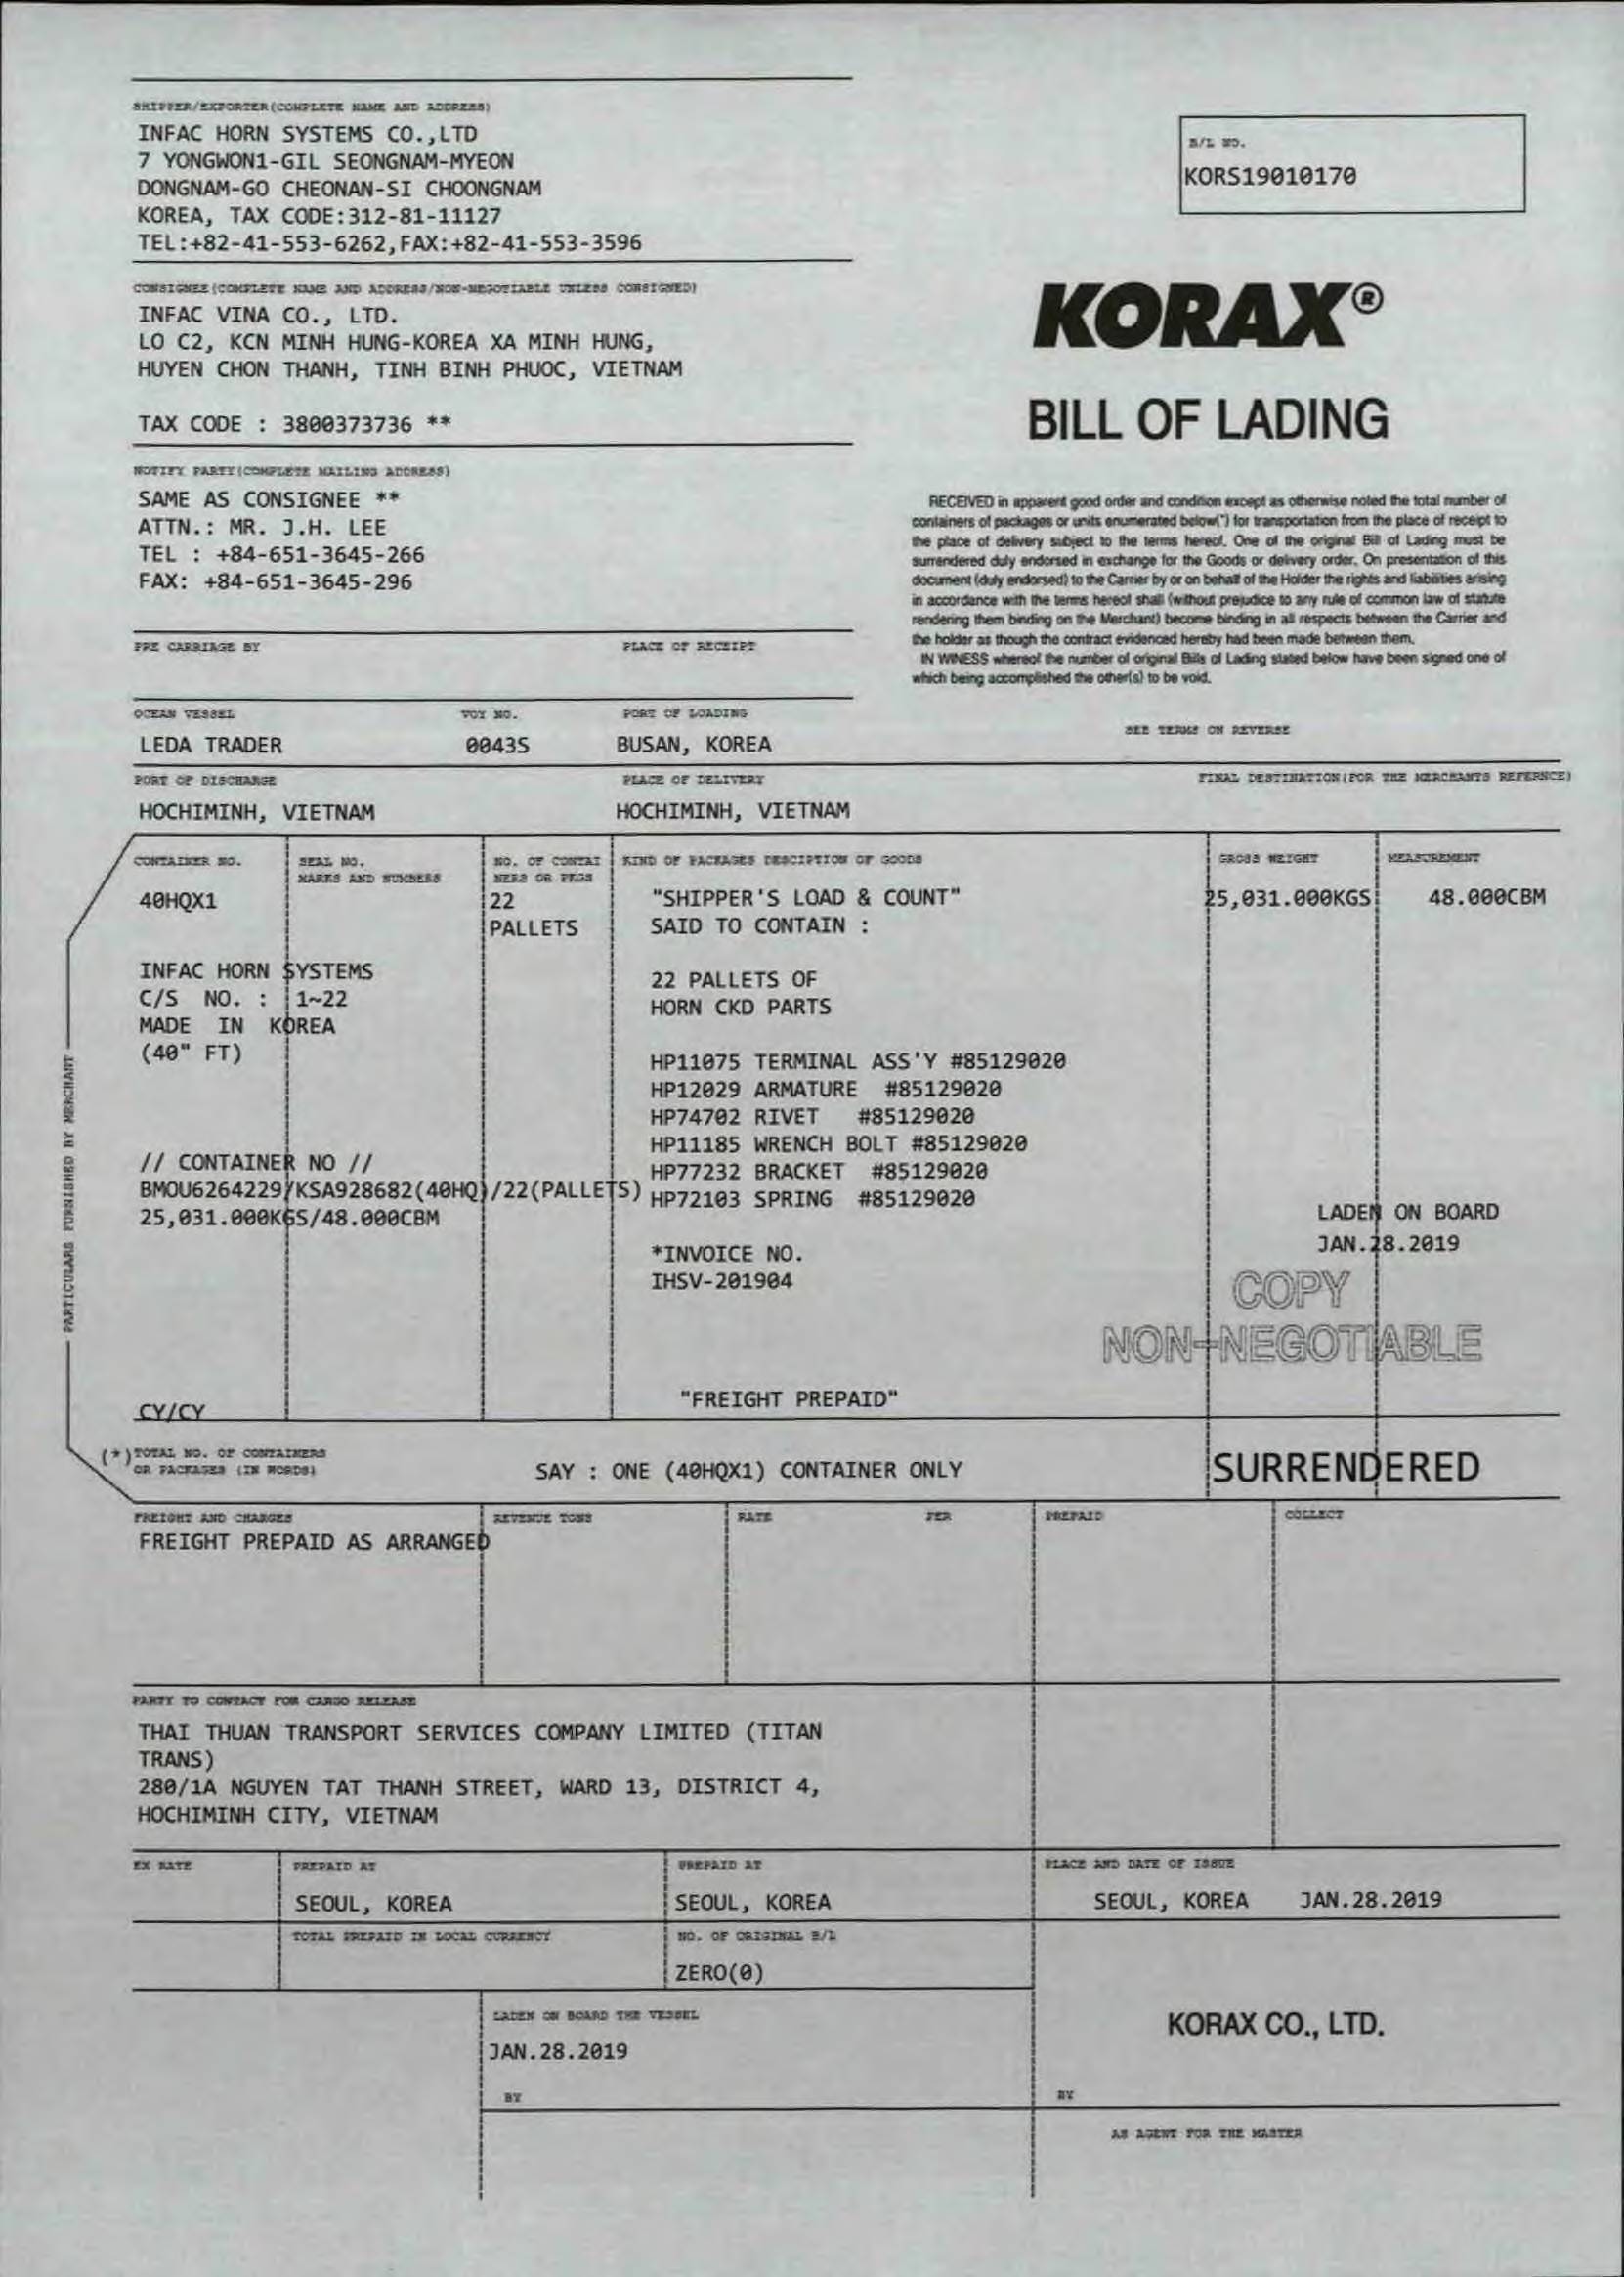 SHIPPER/EXPORTER(COMPLETE NAME AND ADDRESS)
INFAC HORN SYSTEMS CO.,LTD
7 YONGWON1-GIL SEONGNAM-MYEON
DONGNAM-GO CHEONAN-SI CHOONGNAM
KOREA, TAX CODE:312-81-11127
TEL:+82-41-553-6262,FAX:+82-41-553-3596
B/L NO.
KORS19010170
CONSIGNEE(COMPLETE NAME AND ADDRESS/NON-NEGOTIABLE UNLESS CONSIGNED)
INFAC VINA CO., LTD.
LO C2, KCN MINH HUNG-KOREA XA MINH HUNG,
HUYEN CHON THANH, TINH BINH PHUOC, VIETNAM
TAX CODE : 3800373736 **
KORAX®
BILL OF LADING
NOTIFY PARTY(COMPLETE MAILING ADDRESS)
SAME AS CONSIGNEE **
ATTN.: MR. J.H. LEE
TEL : +84-651-3645-266
FAX: +84-651-3645-296
RECEIVED in apparent good order and condition except as otherwise noted the total number of
containers of packages or units enumerated below(*) for transportation from the place of receipt to
the place of delivery subject to the terms hereof. One of the original Bill of Lading must be
surrendered duly endorsed in exchange for the Goods or delivery order. On presentation of this
document (duly endorsed) to the Carrier by or on behalf of the Holder the rights and liabilities arising
in accordance with the terms hereof shall (without prejudice to any rule of common law of statute
rendering them binding on the Merchant) become binding in all respects between the Carrier and
the holder as though the contract evidenced hereby had been made between them.
IN WINESS whereof the number of original Bills of Lading stated below have been signed one of
which being accomplished the other(s) to be void.
PRE CARRIAGE BY
PLACE OF RECEIPT
OCEAN VESSEL
VOY NO.
PORT OF LOADING
SEE TERMS ON REVERSE
LEDA TRADER
0043S
BUSAN, KOREA
PORT OF DISCHARGE
PLACE OF DELIVERY
FINAL DESTINATION(FOR THE MERCHANTS REFERNCE)
HOCHIMINH, VIETNAM
HOCHIMINH, VIETNAM
CONTAINER NO.
SEAL NO.
MARKS AND NUMBERS
NO. OF CONTAI
NERS OR PKGS
KIND OF PACKAGES DESCIPTION OF GOODS
GROSS WEIGHT
MEASUREMENT
40HQX1
22
PALLETS
"SHIPPER'S LOAD & COUNT"
SAID TO CONTAIN :
25,031.000KGS
48.000CBM
INFAC HORN SYSTEMS
C/S NO. : 1~22
MADE IN KOREA
(40" FT)
22 PALLETS OF
HORN CKD PARTS
HP11075 TERMINAL ASS'Y #85129020
HP12029 ARMATURE #85129020
HP74702 RIVET #85129020
HP11185 WRENCH BOLT #85129020
HP77232 BRACKET #85129020
HP72103 SPRING #85129020
// CONTAINER NO //
BMOU6264229/KSA928682(40HQ)/22(PALLETS)
25,031.000KGS/48.000CBM
*INVOICE NO.
IHSV-201904
LADEN ON BOARD
JAN.28.2019
COPY
NON-NEGOTIABLE
PARTICULARS FURNISHED BY MERCHANT
"FREIGHT PREPAID"
CY/CY
(*)TOTAL NO. OF CONTAINERS
OR PACKAGES (IN WORDS)
SAY : ONE (40HQX1) CONTAINER ONLY
SURRENDERED
FREIGHT AND CHARGES
REVENUE TONS
RATE
PER
PREPAID
COLLECT
FREIGHT PREPAID AS ARRANGED
PARTY TO CONTACT FOR CARGO RELEASE
THAI THUAN TRANSPORT SERVICES COMPANY LIMITED (TITAN
TRANS)
280/1A NGUYEN TAT THANH STREET, WARD 13, DISTRICT 4,
HOCHIMINH CITY, VIETNAM
EX RATE
PREPAID AT
PREPAID AT
PLACE AND DATE OF ISSUE
SEOUL, KOREA
SEOUL, KOREA
SEOUL, KOREA JAN.28.2019
TOTAL PREPAID IN LOCAL CURRENCY
NO. OF ORIGINAL B/L
ZERO(0)
LADEN ON BOARD THE VESSEL
JAN.28.2019
BY
KORAX CO., LTD.
BY
AS AGENT FOR THE MASTER